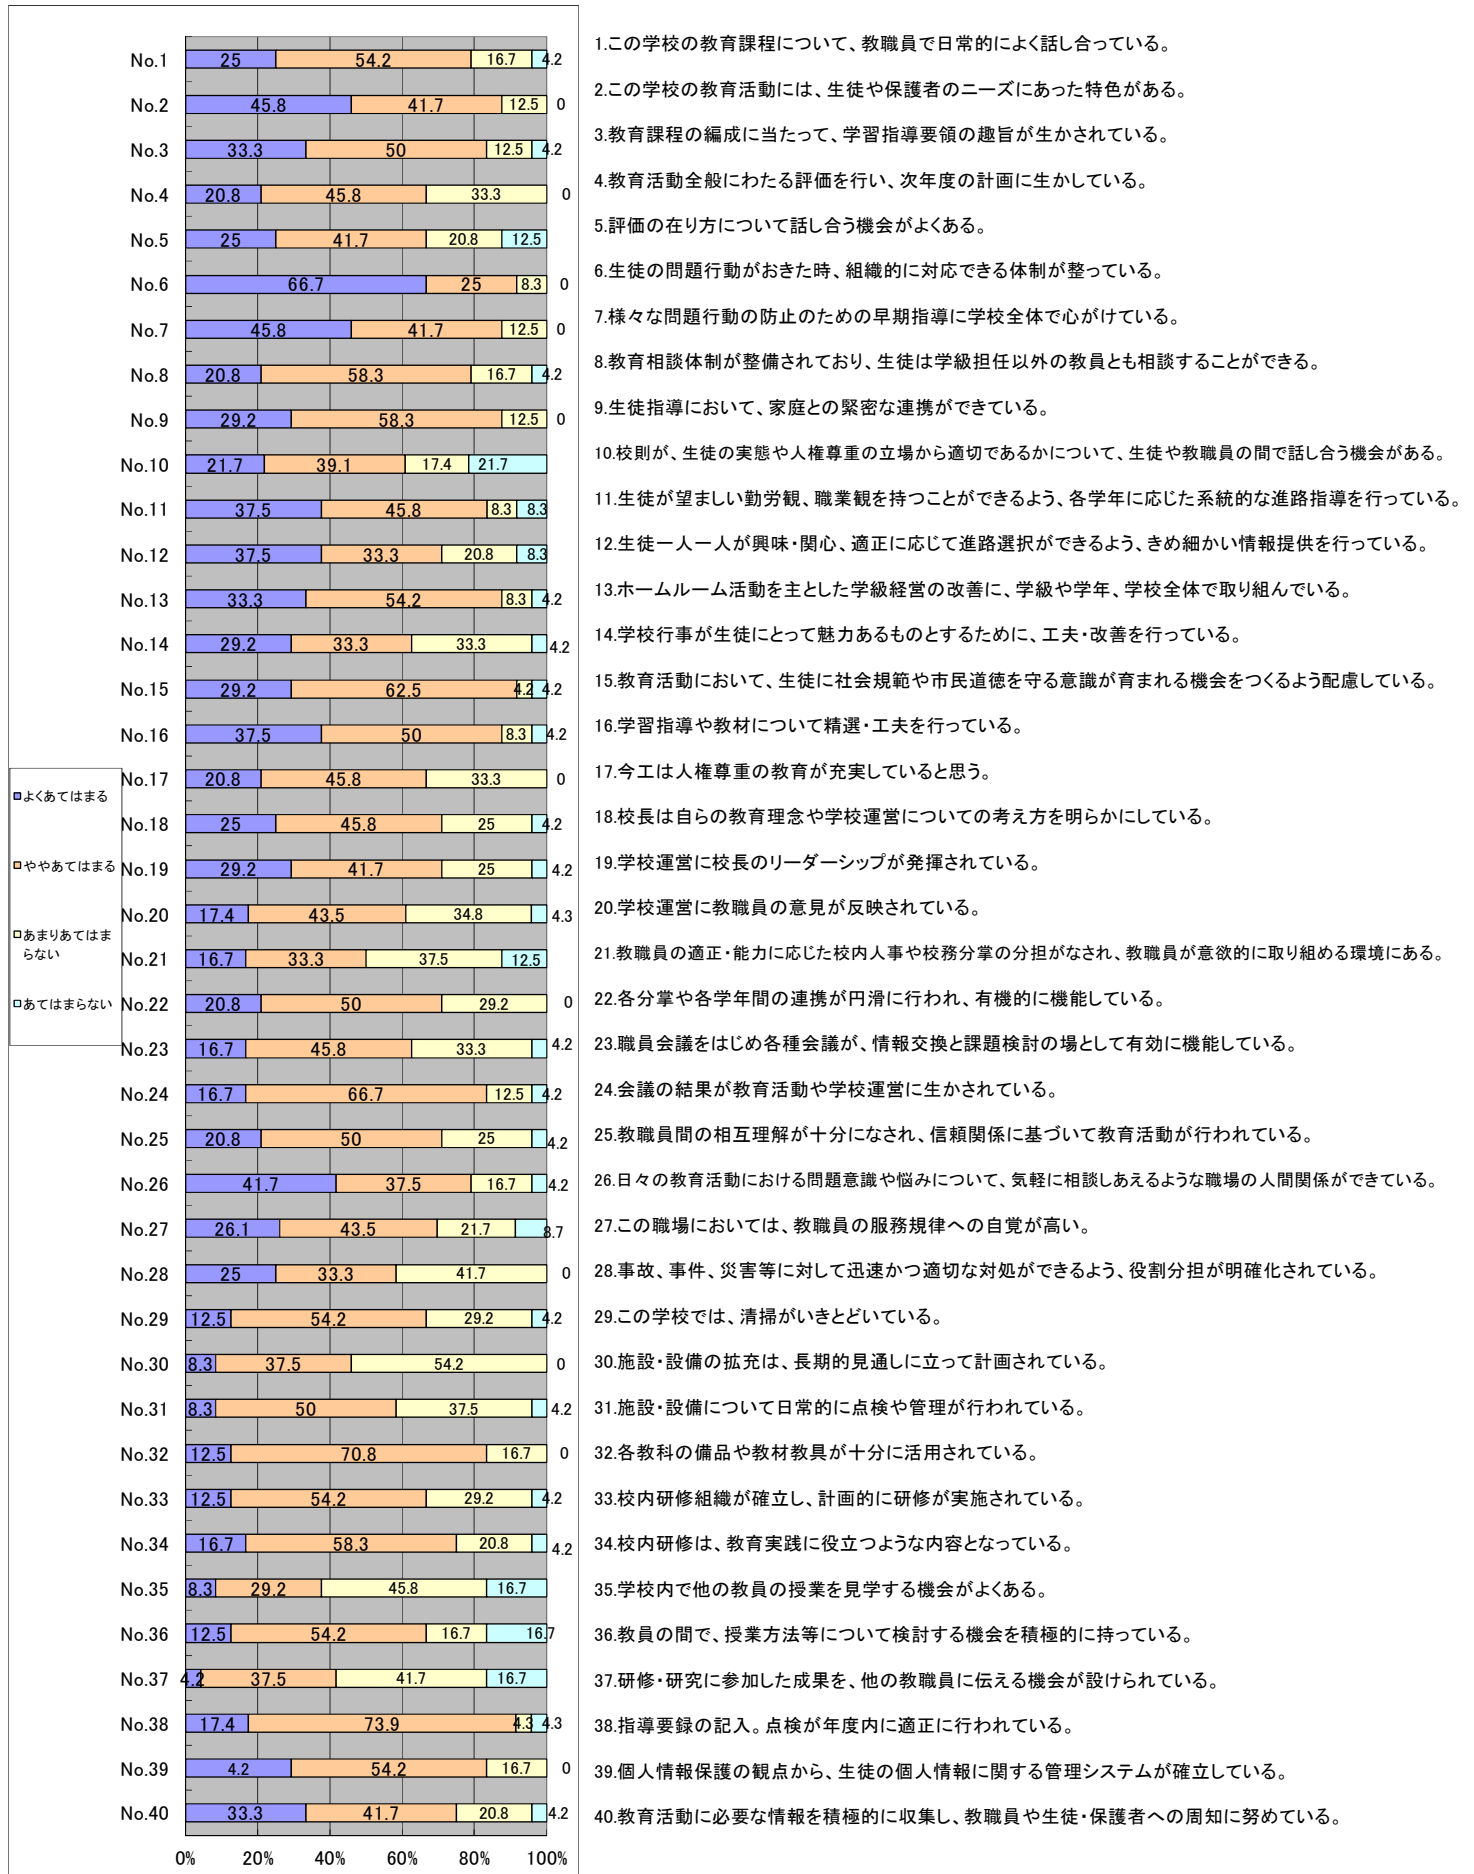 No.1 25 54.2 16.7 4.2 1.この学校の教育課程について、教職員で日常的によく話し合っている。
No.2 45.8 41.7 12.5 0 2.この学校の教育活動には、生徒や保護者のニーズにあった特色がある。
No.3 33.3 50 12.5 4.2 3.教育課程の編成に当たって、学習指導要領の趣旨が生かされている。
No.4 20.8 45.8 33.3 0 4.教育活動全般にわたる評価を行い、次年度の計画に生かしている。
No.5 25 41.7 20.8 12.5 5.評価の在り方について話し合う機会がよくある。
No.6 66.7 25 8.3 0 6.生徒の問題行動がおきた時、組織的に対応できる体制が整っている。
No.7 45.8 41.7 12.5 0 7.様々な問題行動の防止のための早期指導に学校全体で心がけている。
No.8 20.8 58.3 16.7 4.2 8.教育相談体制が整備されており、生徒は学級担任以外の教員とも相談することができる。
No.9 29.2 58.3 12.5 0 9.生徒指導において、家庭との緊密な連携ができている。
No.10 21.7 39.1 17.4 21.7 10.校則が、生徒の実態や人権尊重の立場から適切であるかについて、生徒や教職員の間で話し合う機会がある。
No.11 37.5 45.8 8.3 8.3 11.生徒が望ましい勤労観、職業観を持つことができるよう、各学年に応じた系統的な進路指導を行っている。
No.12 37.5 33.3 20.8 8.3 12.生徒一人一人が興味・関心、適正に応じて進路選択ができるよう、きめ細かい情報提供を行っている。
No.13 33.3 54.2 8.3 4.2 13.ホームルーム活動を主とした学級経営の改善に、学級や学年、学校全体で取り組んでいる。
No.14 29.2 33.3 33.3 4.2 14.学校行事が生徒にとって魅力あるものとするために、工夫・改善を行っている。
No.15 29.2 62.5 4.2 4.2 15.教育活動において、生徒に社会規範や市民道徳を守る意識が育まれる機会をつくるよう配慮している。
No.16 37.5 50 8.3 4.2 16.学習指導や教材について精選・工夫を行っている。
No.17 20.8 45.8 33.3 0 17.今工は人権尊重の教育が充実していると思う。
よくあてはまる
No.18 25 45.8 25 4.2 18.校長は自らの教育理念や学校運営についての考え方を明らかにしている。
ややあてはまる No.19 29.2 41.7 25 4.2 19.学校運営に校長のリーダーシップが発揮されている。
No.20 17.4 43.5 34.8 4.3 20.学校運営に教職員の意見が反映されている。
あまりあてはま
らない
No.21 16.7 33.3 37.5 12.5 21.教職員の適正・能力に応じた校内人事や校務分掌の分担がなされ、教職員が意欲的に取り組める環境にある。
あてはまらない No.22 20.8 50 29.2 0 22.各分掌や各学年間の連携が円滑に行われ、有機的に機能している。
No.23 16.7 45.8 33.3 4.2 23.職員会議をはじめ各種会議が、情報交換と課題検討の場として有効に機能している。
No.24 16.7 66.7 12.5 4.2 24.会議の結果が教育活動や学校運営に生かされている。
No.25 20.8 50 25 4.2 25.教職員間の相互理解が十分になされ、信頼関係に基づいて教育活動が行われている。
No.26 41.7 37.5 16.7 4.2 26.日々の教育活動における問題意識や悩みについて、気軽に相談しあえるような職場の人間関係ができている。
No.27 26.1 43.5 21.7 8.7 27.この職場においては、教職員の服務規律への自覚が高い。
No.28 25 33.3 41.7 0 28.事故、事件、災害等に対して迅速かつ適切な対処ができるよう、役割分担が明確化されている。
No.29 12.5 54.2 29.2 4.2 29.この学校では、清掃がいきとどいている。
No.30 8.3 37.5 54.2 0 30.施設・設備の拡充は、長期的見通しに立って計画されている。
No.31 8.3 50 37.5 4.2 31.施設・設備について日常的に点検や管理が行われている。
No.32 12.5 70.8 16.7 0 32.各教科の備品や教材教具が十分に活用されている。
No.33 12.5 54.2 29.2 4.2 33.校内研修組織が確立し、計画的に研修が実施されている。
No.34 16.7 58.3 20.8 4.2 34.校内研修は、教育実践に役立つような内容となっている。
No.35 8.3 29.2 45.8 16.7 35.学校内で他の教員の授業を見学する機会がよくある。
No.36 12.5 54.2 16.7 16.7 36.教員の間で、授業方法等について検討する機会を積極的に持っている。
No.37 4.2 37.5 41.7 16.7 37.研修・研究に参加した成果を、他の教職員に伝える機会が設けられている。
No.38 17.4 73.9 4.3 4.3 38.指導要録の記入。点検が年度内に適正に行われている。
No.39 4.2 54.2 16.7 0 39.個人情報保護の観点から、生徒の個人情報に関する管理システムが確立している。
No.40 33.3 41.7 20.8 4.2 40.教育活動に必要な情報を積極的に収集し、教職員や生徒・保護者への周知に努めている。
0% 20% 40% 60% 80% 100%